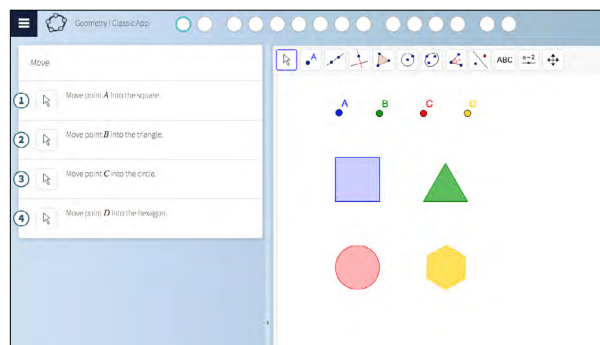 Geometry | Classic App
Move
1 Move point A into the square.
2 Move point B into the triangle.
3 Move point C into the circle.
4 Move point D into the hexagon.
A
ABC
a=2
A B C D